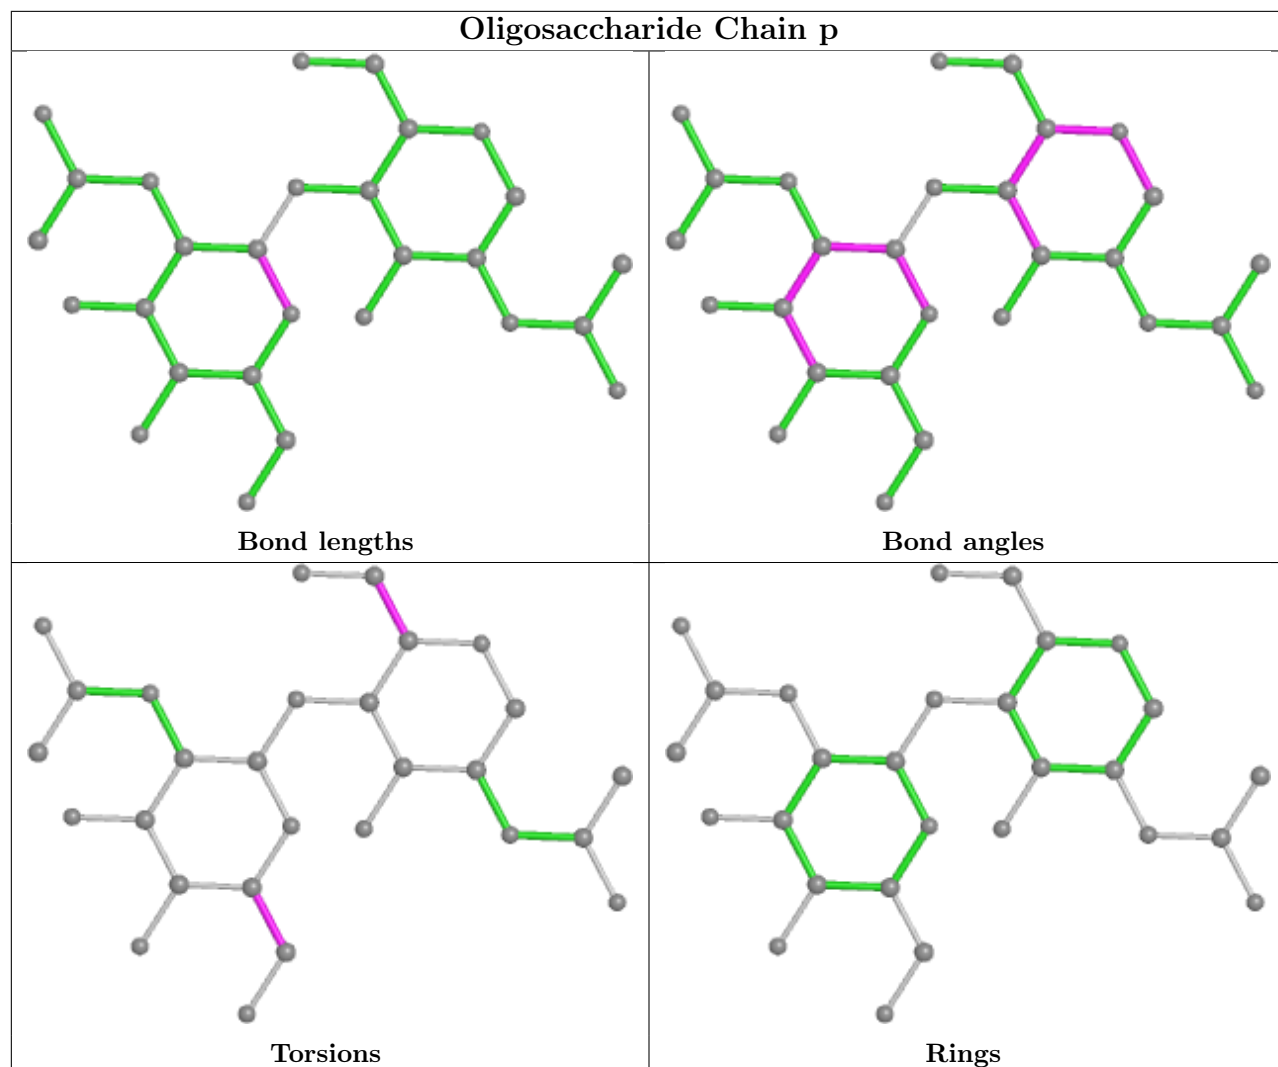 Oligosaccharide Chain p
Bond lengths
Bond angles
Torsions
Rings